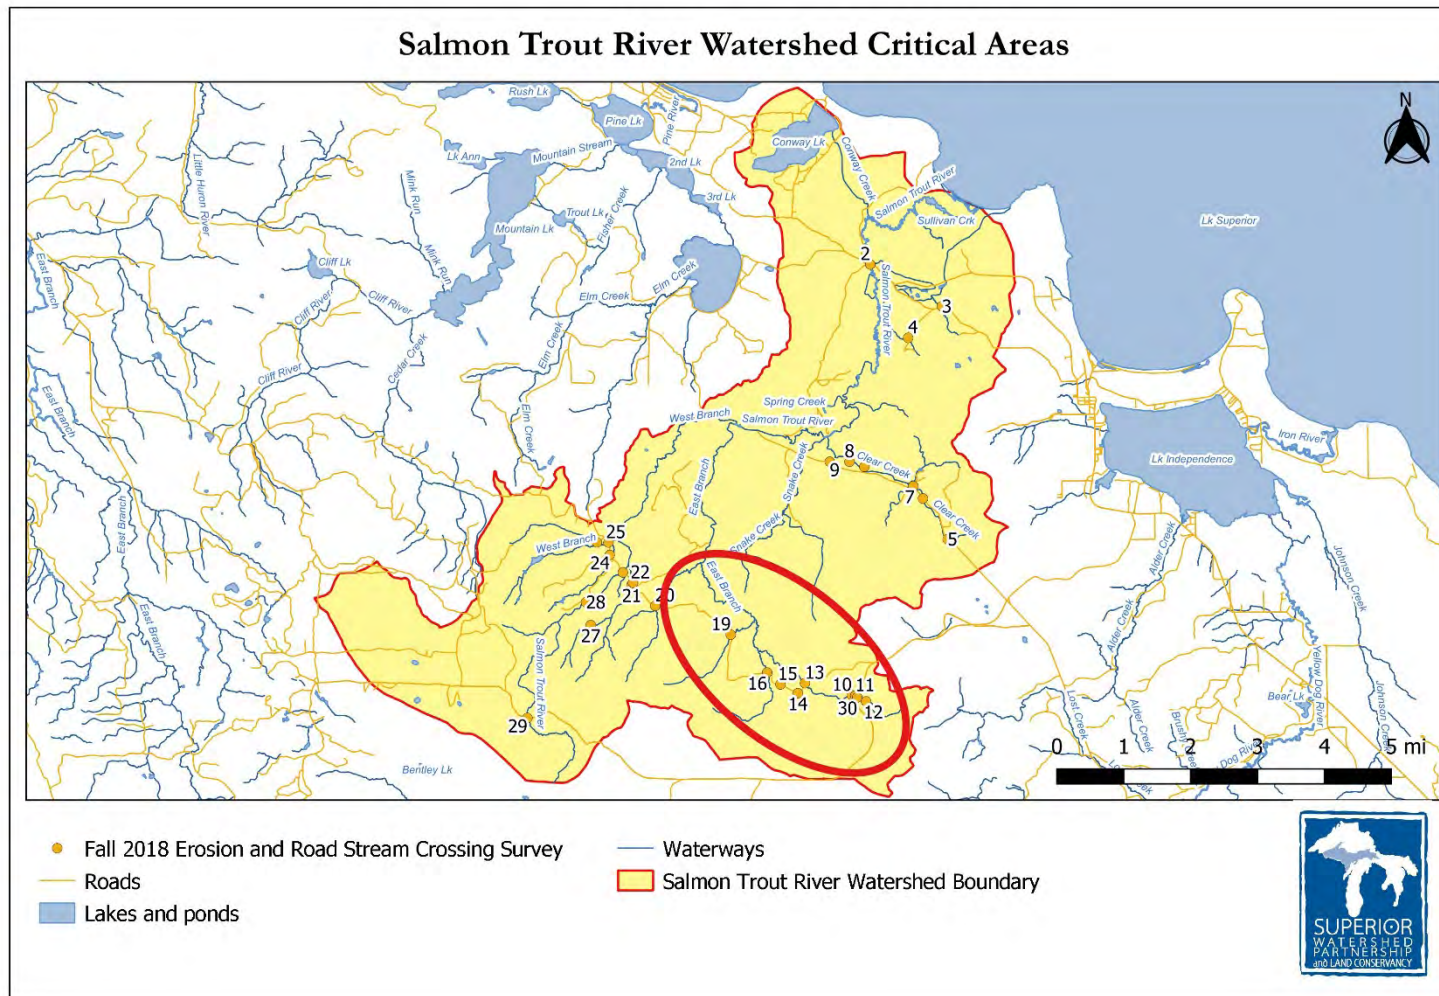 Salmon Trout River Watershed Critical Areas
Rush Lk
Pine Lk
Pine River
Conway Lk
N
Little Huron River
Lk Ann
Mountain Stream
2nd Lk
Conway Creek
Mink Run
3rd Lk
Salmon Trout River
Trout Lk
Fisher Creek
Sullivan Crk
Lk Superior
Mountain Lk
East Branch
Cliff Lk
Mink Run
2
Elm Creek
Salmon Trout River
Cliff River
Cliff River
Elm Creek
3
4
Cedar Creek
Elm Creek
Cliff River
East Branch
Spring Creek
Elm Creek
West Branch
Salmon Trout River
Iron River
8
Clear Creek
9
Lk Independence
East Branch
Snake Creek
7
Clear Creek
East Branch
25
West Branch
Snake Creek
5
Alder Creek
Johnson Creek
24
22
East Branch
21
20
28
East Branch
19
27
Alder Creek
Salmon Trout River
Yellow Dog River
15
13
16
10
11
14
30
12
Bear Lk
Johnson Creek
29
Lost Creek
Alder Creek
Dog River
Bentley Lk
0 1 2 3 4 5 mi
Fall 2018 Erosion and Road Stream Crossing Survey
Waterways
Roads
Salmon Trout River Watershed Boundary
Lakes and ponds
SUPERIOR
WATERSHED
PARTNERSHIP
and LAND CONSERVANCY